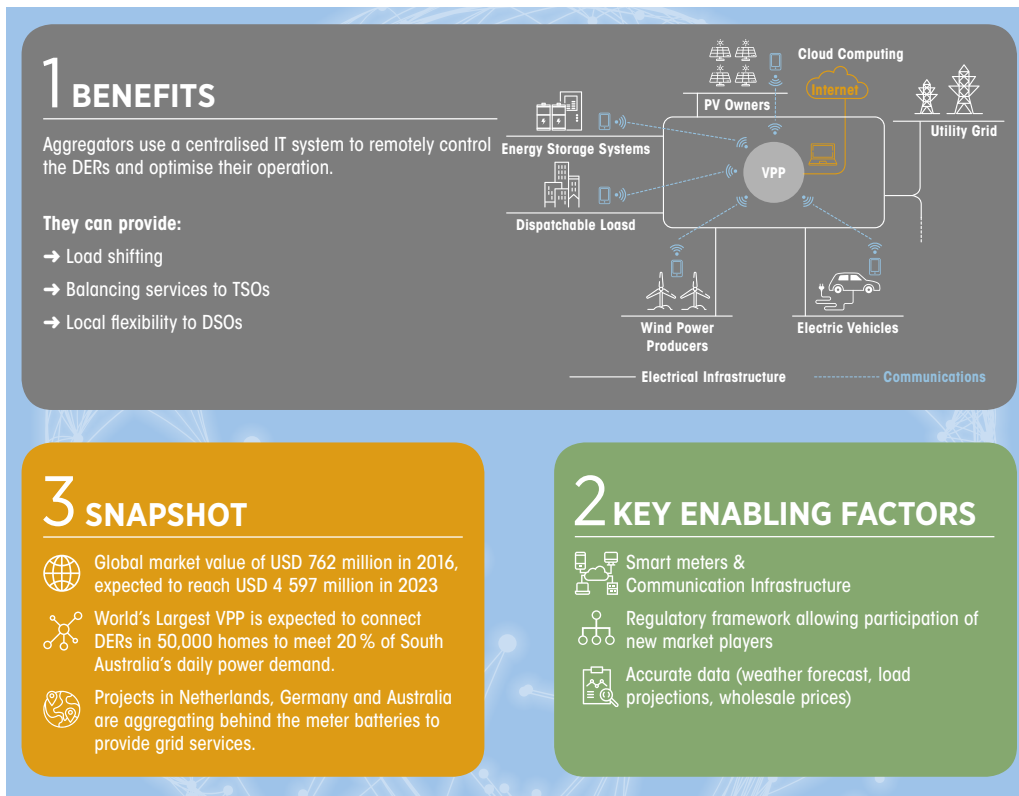 1 BENEFITS
Aggregators use a centralised IT system to remotely control
the DERs and optimise their operation.
They can provide:
➜ Load shifting
➜ Balancing services to TSOs
➜ Local flexibility to DSOs
Cloud Computing
Internet
PV Owners
Utility Grid
Energy Storage Systems
VPP
Dispatchable Loasd
Wind Power
Producers
Electric Vehicles
Electrical Infrastructure
Communications
3 SNAPSHOT
Global market value of USD 762 million in 2016,
expected to reach USD 4 597 million in 2023
World's Largest VPP is expected to connect
DERs in 50,000 homes to meet 20 % of South
Australia's daily power demand.
Projects in Netherlands, Germany and Australia
are aggregating behind the meter batteries to
provide grid services.
2 KEY ENABLING FACTORS
Smart meters &
Communication Infrastructure
Regulatory framework allowing participation of
new market players
Accurate data (weather forecast, load
projections, wholesale prices)